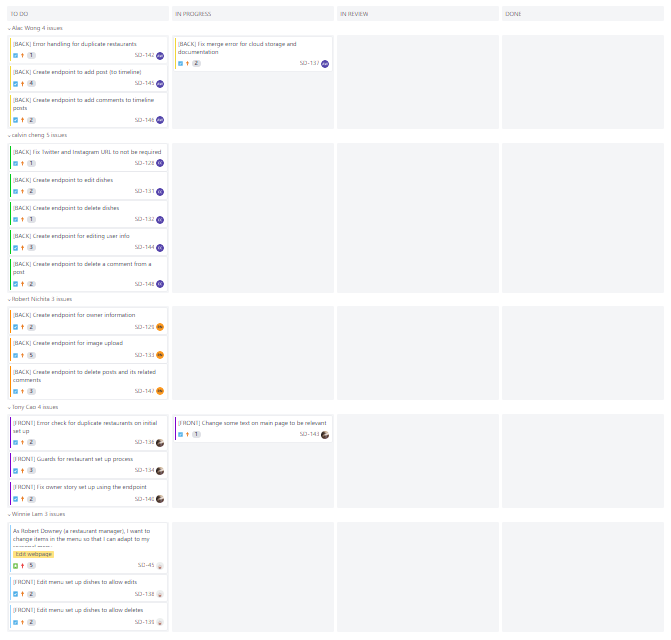 TO DO
IN PROGRESS
IN REVIEW
DONE
Alec Wong 4 issues
[BACK] Error handling for duplicate restaurants
1
SD-142
[BACK] Create endpoint to add post (to timeline)
4
SD-145
[BACK] Create endpoint to add comments to timeline
posts
2
SD-146
[BACK] Fix merge error for cloud storage and
documentation
2
SD-137
calvin cheng 5 issues
[BACK] Fix Twitter and Instagram URL to not be required
1
SD-128
[BACK] Create endpoint to edit dishes
2
SD-131
[BACK] Create endpoint to delete dishes
1
SD-132
[BACK] Create endpoint for editing user info
3
SD-144
[BACK] Create endpoint to delete a comment from a
post
2
SD-148
Robert Nichita 3 issues
[BACK] Create endpoint for owner information
2
SD-129
[BACK] Create endpoint for image upload
5
SD-133
[BACK] Create endpoint to delete posts and its related
comments
3
SD-147
Tony Cao 4 issues
[FRONT] Error check for duplicate restaurants on initial
set up
2
SD-136
[FRONT] Guards for restaurant set up process
3
SD-134
[FRONT] Fix owner story set up using the endpoint
2
SD-140
[FRONT] Change some text on main page to be relevant
1
SD-143
Winnie Lam 3 issues
As Robert Downey (a restaurant manager), I want to
change items in the menu so that I can adapt to my
Edit webpage
5
SD-45
[FRONT] Edit menu set up dishes to allow edits
2
SD-138
[FRONT] Edit menu set up dishes to allow deletes
2
SD-139